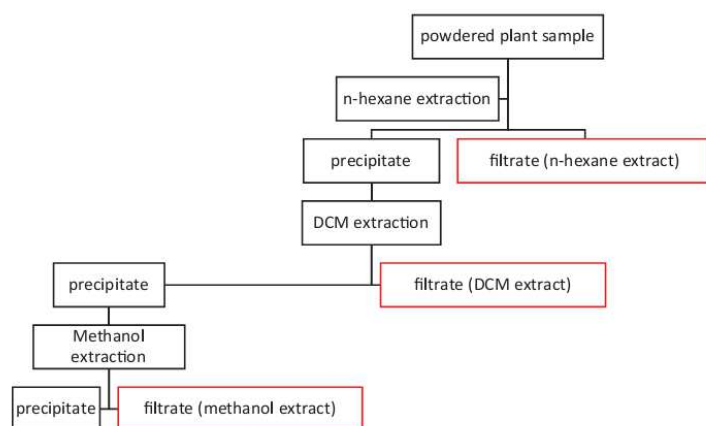 powdered plant sample
n-hexane extraction
precipitate
filtrate (n-hexane extract)
DCM extraction
precipitate
filtrate (DCM extract)
Methanol
extraction
precipitate
filtrate (methanol extract)